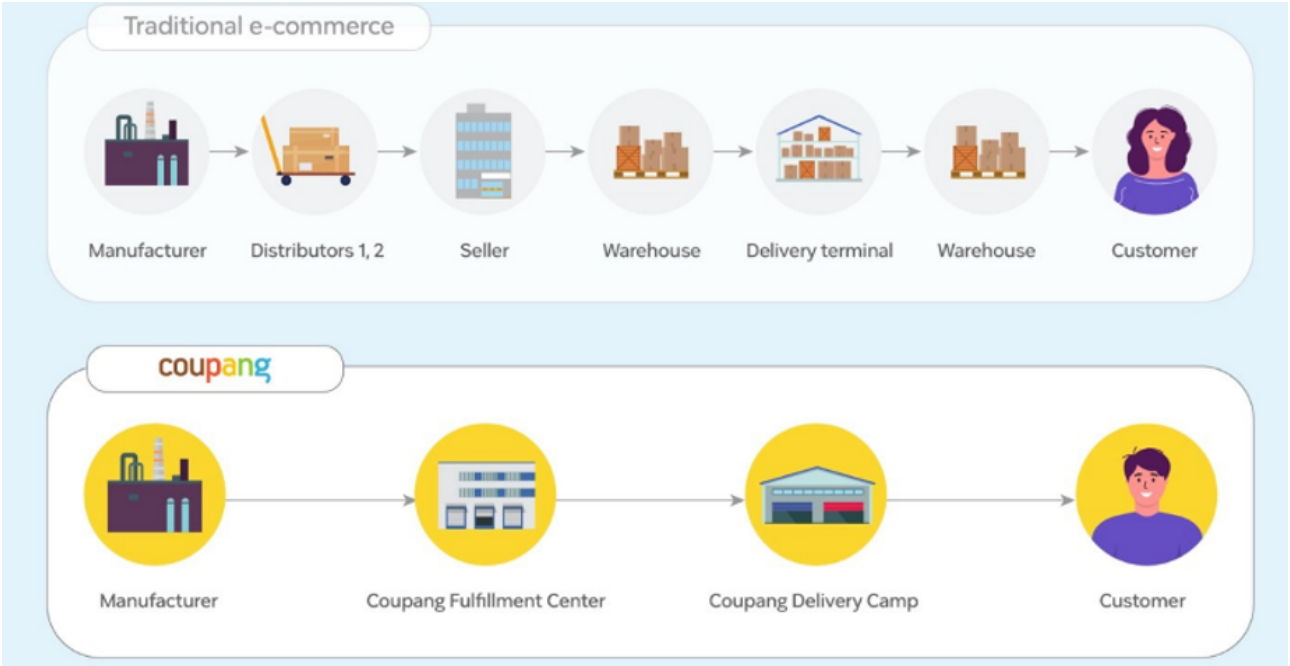 Traditional e-commerce
Manufacturer
Distributors 1, 2
Seller
Warehouse
Delivery terminal
Warehouse
Customer
coupang
Manufacturer
Coupang Fulfillment Center
Coupang Delivery Camp
Customer